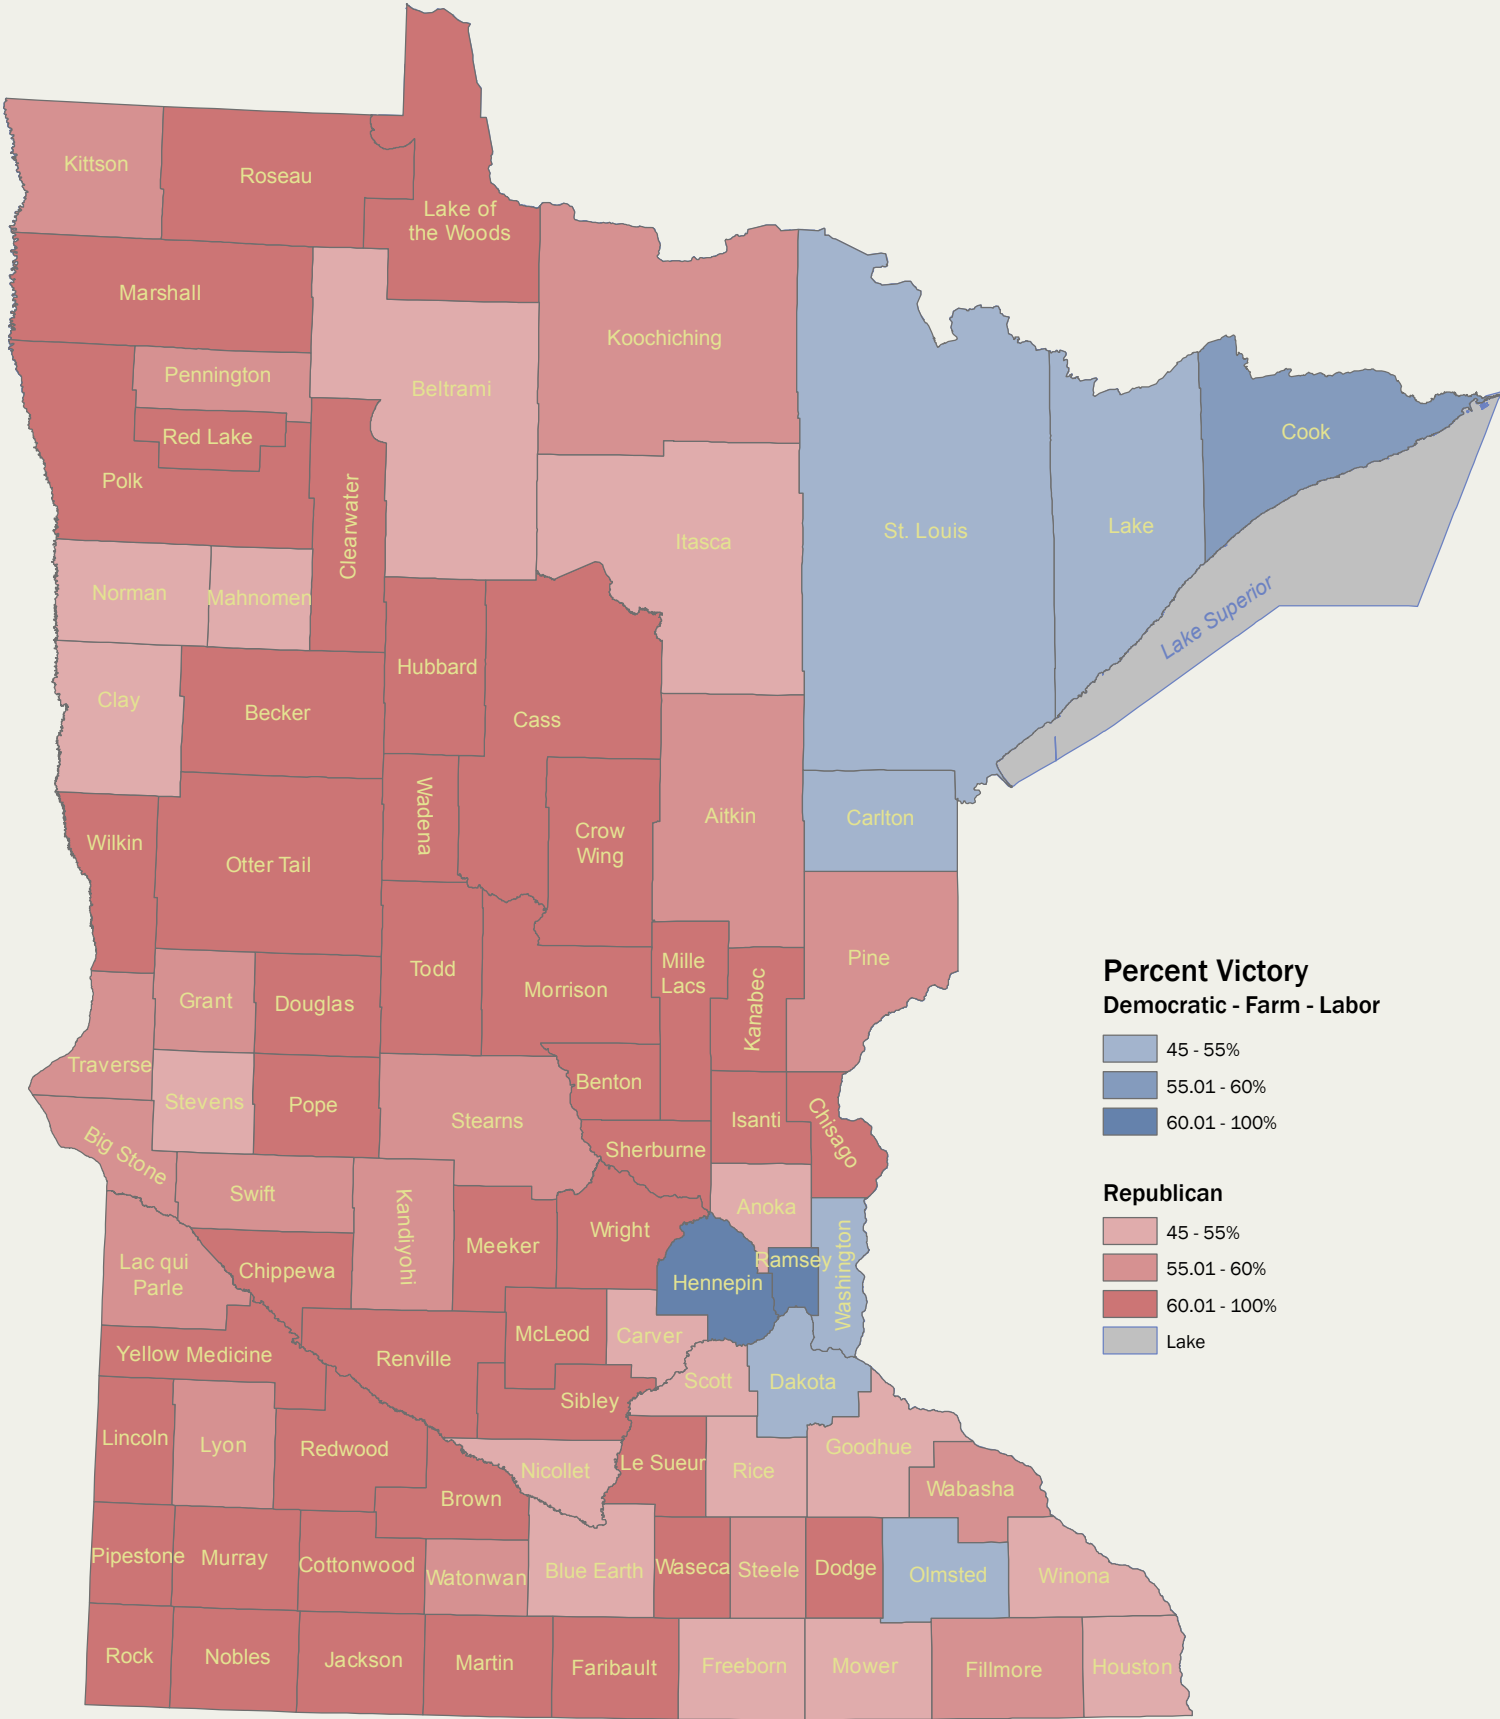 Kittson
Roseau
Lake of
the Woods
Marshall
Koochiching
Pennington
Beltrami
Red Lake
Polk
Clearwater
Cook
St. Louis
Lake
Itasca
Norman
Mahnomen
Lake Superior
Hubbard
Clay
Becker
Cass
Wadena
Aitkin
Carlton
Wilkin
Otter Tail
Crow
Wing
Pine
Todd
Mille
Lacs
Morrison
Kanabec
Grant
Douglas
Traverse
Stevens
Pope
Benton
Stearns
Isanti
Chisago
Big Stone
Sherburne
Swift
Kandiyohi
Anoka
Wright
Meeker
Lac qui
Parle
Chippewa
Ramsey
Hennepin
Washington
Yellow Medicine
Renville
McLeod
Carver
Scott
Dakota
Sibley
Lincoln
Lyon
Redwood
Nicollet
Le Sueur
Rice
Goodhue
Brown
Wabasha
Pipestone
Murray
Cottonwood
Watonwan
Blue Earth
Waseca
Steele
Dodge
Olmsted
Winona
Rock
Nobles
Jackson
Martin
Faribault
Freeborn
Mower
Fillmore
Houston
Percent Victory
Democratic - Farm - Labor
45 - 55%
55.01 - 60%
60.01 - 100%
Republican
45 - 55%
55.01 - 60%
60.01 - 100%
Lake